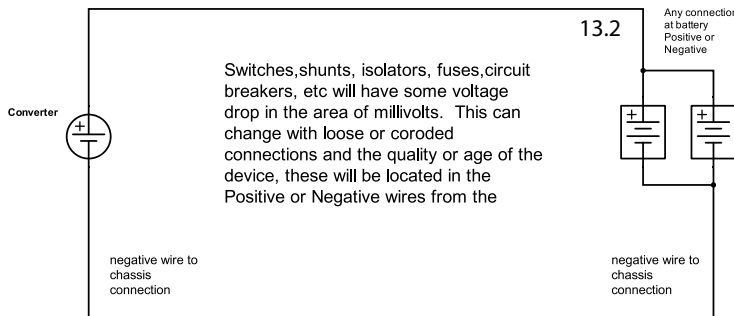 13.2
Any connection
at battery
Positive or
Negative
Switches,shunts, isolators, fuses,circuit
breakers, etc will have some voltage
drop in the area of millivolts. This can
change with loose or coroded
connections and the quality or age of the
device, these will be located in the
Positive or Negative wires from the
Converter
+
+
+
negative wire to
chassis
connection
negative wire to
chassis
connection